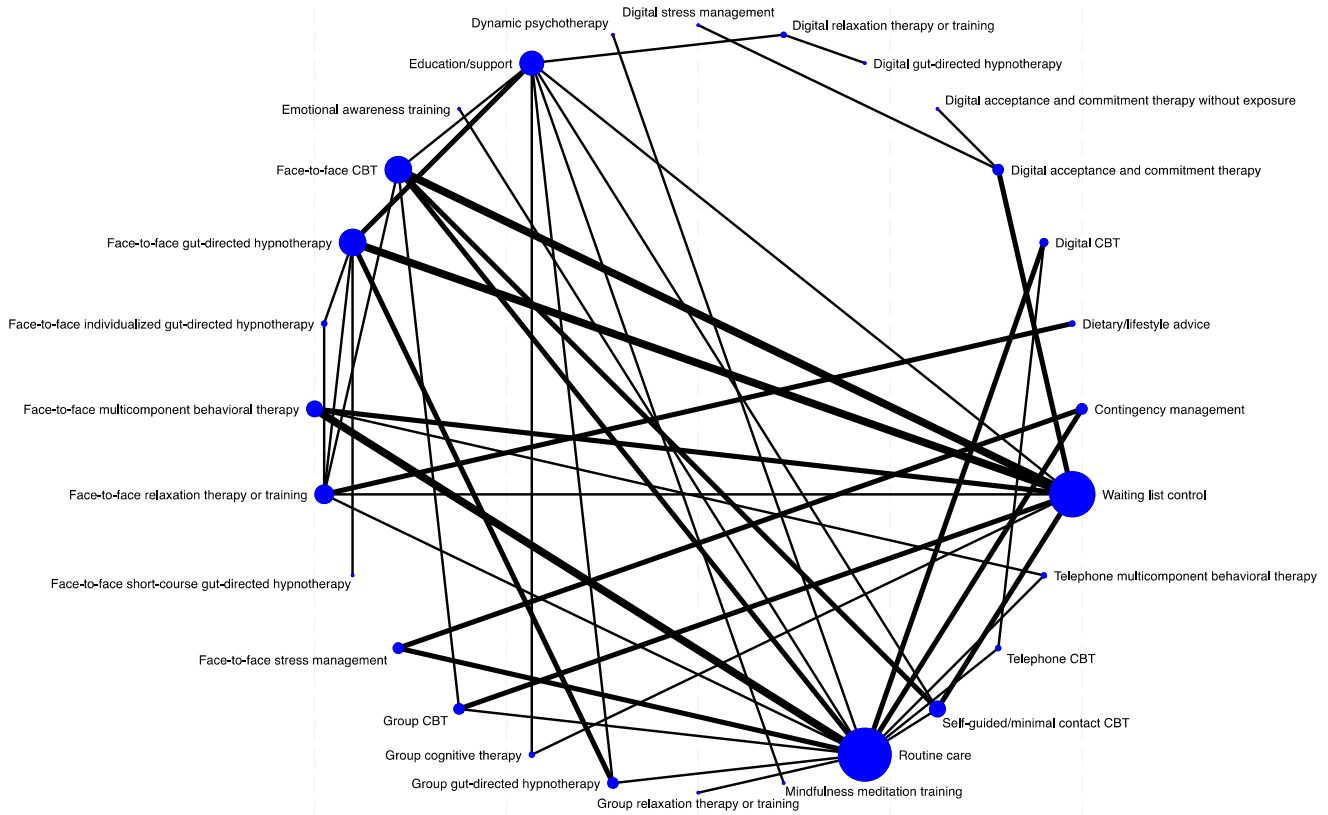 Digital stress management
Dynamic psychotherapy
Digital relaxation therapy or training
Education/support
Digital gut-directed hypnotherapy
Emotional awareness training
Digital acceptance and commitment therapy without exposure
Face-to-face CBT
Digital acceptance and commitment therapy
Face-to-face gut-directed hypnotherapy
Digital CBT
Face-to-face individualized gut-directed hypnotherapy
Dietary/lifestyle advice
Face-to-face multicomponent behavioral therapy
Contingency management
Face-to-face relaxation therapy or training
Waiting list control
Face-to-face short-course gut-directed hypnotherapy
Telephone multicomponent behavioral therapy
Face-to-face stress management
Telephone CBT
Group CBT
Self-guided/minimal contact CBT
Group cognitive therapy
Routine care
Group gut-directed hypnotherapy
Mindfulness meditation training
Group relaxation therapy or training